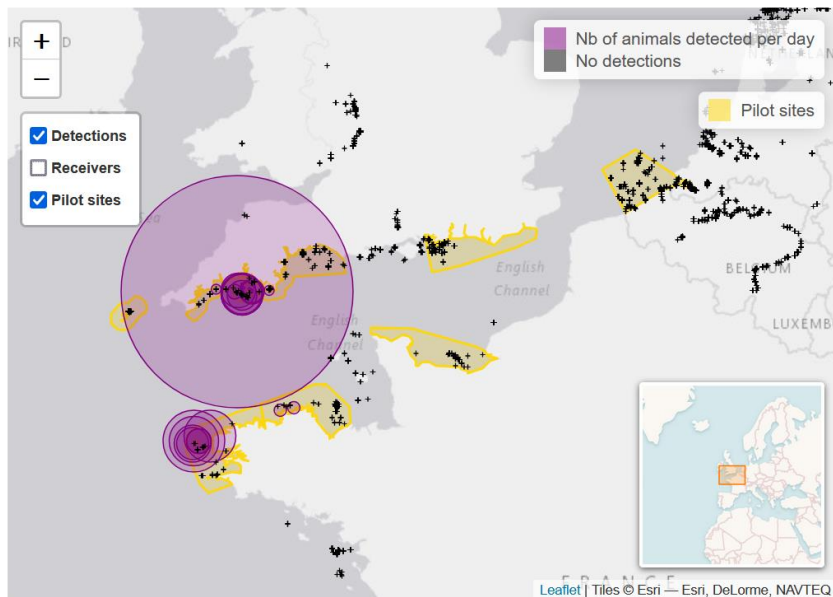 +
−
Detections
Receivers
Pilot sites
Nb of animals detected per day
No detections
Pilot sites
English
Channel
English
BELGIUM
LUXEMB
FRANCE
Leaflet | Tiles © Esri — Esri, DeLorme, NAVTEQ